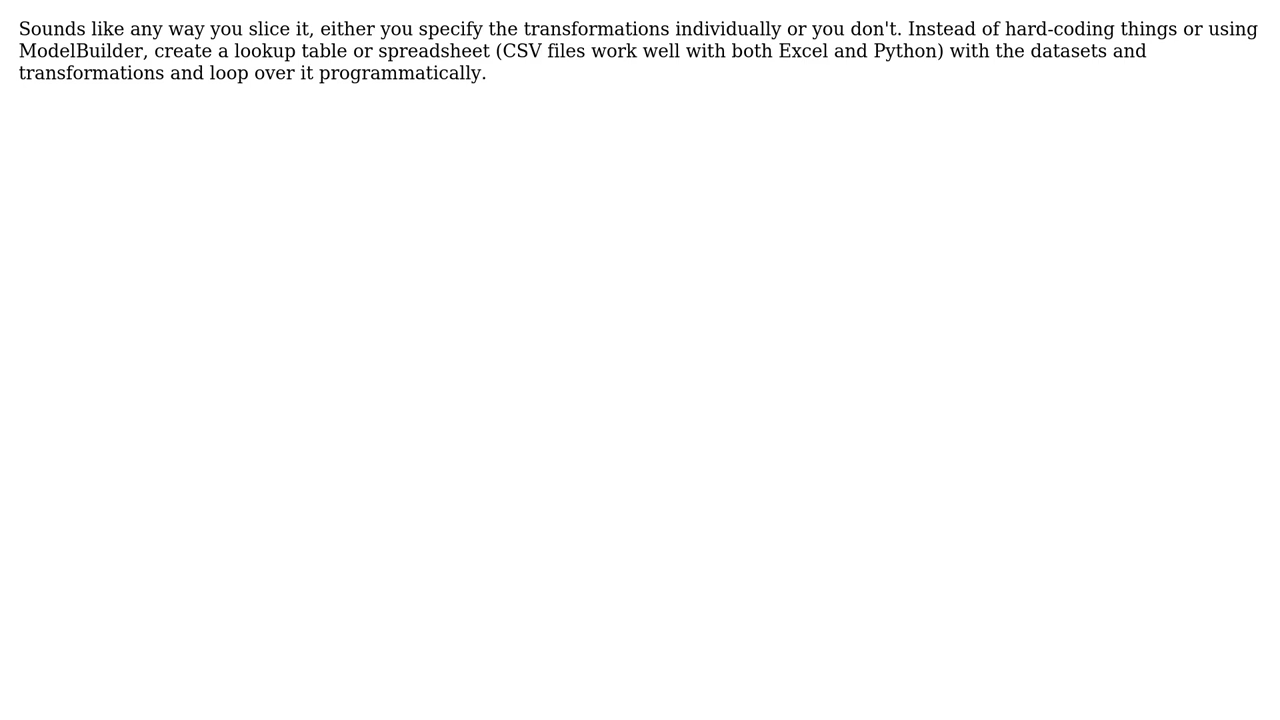 Sounds like any way you slice it, either you specify the transformations individually or you don't. Instead of hard-coding things or using
ModelBuilder, create a lookup table or spreadsheet (CSV files work well with both Excel and Python) with the datasets and
transformations and loop over it programmatically.